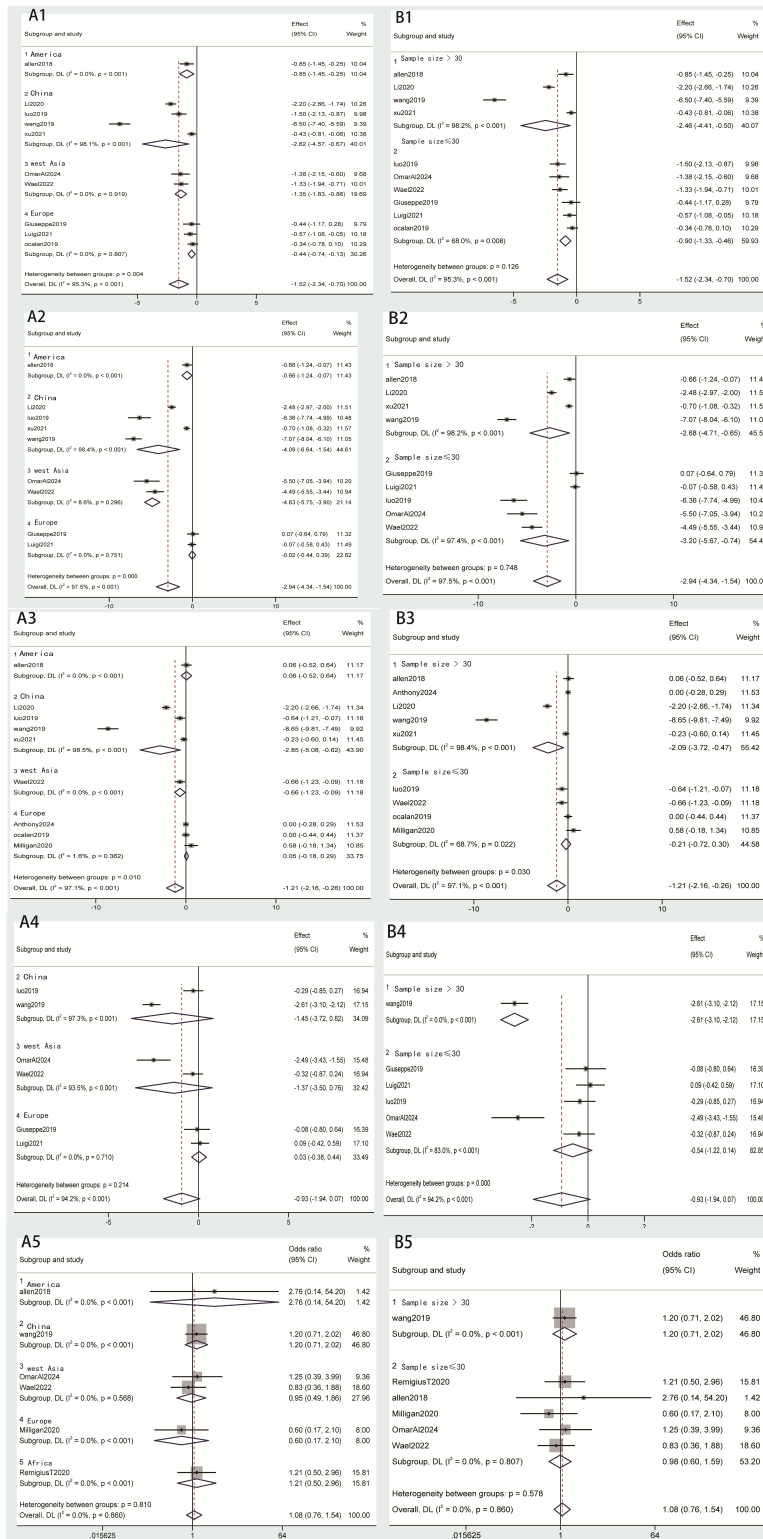 A1
Effect %
Subgroup and study (95% CI) Weight
1 America
allen2018 -0.85 (-1.45, -0.25) 10.04
Subgroup, DL (I² = 0.0%, p < 0.001) -0.85 (-1.45, -0.25) 10.04
2 China
Li2020 -2.20 (-2.66, -1.74) 10.26
luo2019 -1.50 (-2.13, -0.87) 9.98
wang2019 -6.50 (-7.40, -5.59) 9.39
xu2021 -0.43 (-0.81, -0.06) 10.38
Subgroup, DL (I² = 98.1%, p < 0.001) -2.62 (-4.57, -0.67) 40.01
3 west Asia
OmarAl2024 -1.38 (-2.15, -0.60) 9.68
Wael2022 -1.33 (-1.94, -0.71) 10.01
Subgroup, DL (I² = 0.0%, p = 0.919) -1.35 (-1.83, -0.86) 19.69
4 Europe
Giuseppe2019 -0.44 (-1.17, 0.28) 9.79
Luigi2021 -0.57 (-1.08, -0.05) 10.18
ocalan2019 -0.34 (-0.78, 0.10) 10.29
Subgroup, DL (I² = 0.0%, p = 0.807) -0.44 (-0.74, -0.13) 30.26
Heterogeneity between groups: p = 0.004
Overall, DL (I² = 95.3%, p < 0.001) -1.52 (-2.34, -0.70) 100.00
-5 0 5
B1
Effect %
Subgroup and study (95% CI) Weight
1 Sample size > 30
allen2018 -0.85 (-1.45, -0.25) 10.04
Li2020 -2.20 (-2.66, -1.74) 10.26
wang2019 -6.50 (-7.40, -5.59) 9.39
xu2021 -0.43 (-0.81, -0.06) 10.38
Subgroup, DL (I² = 98.2%, p < 0.001) -2.46 (-4.41, -0.50) 40.07
2 Sample size≤30
luo2019 -1.50 (-2.13, -0.87) 9.98
OmarAl2024 -1.38 (-2.15, -0.60) 9.68
Wael2022 -1.33 (-1.94, -0.71) 10.01
Giuseppe2019 -0.44 (-1.17, 0.28) 9.79
Luigi2021 -0.57 (-1.08, -0.05) 10.18
ocalan2019 -0.34 (-0.78, 0.10) 10.29
Subgroup, DL (I² = 68.0%, p = 0.008) -0.90 (-1.33, -0.46) 59.93
Heterogeneity between groups: p = 0.126
Overall, DL (I² = 95.3%, p < 0.001) -1.52 (-2.34, -0.70) 100.00
-5 0 5
A2
Effect %
Subgroup and study (95% CI) Weight
1 America
allen2018 -0.66 (-1.24, -0.07) 11.43
Subgroup, DL (I² = 0.0%, p < 0.001) -0.66 (-1.24, -0.07) 11.43
2 China
Li2020 -2.48 (-2.97, -2.00) 11.51
luo2019 -6.36 (-7.74, -4.99) 10.48
xu2021 -0.70 (-1.08, -0.32) 11.57
wang2019 -7.07 (-8.04, -6.10) 11.05
Subgroup, DL (I² = 98.4%, p < 0.001) -4.09 (-6.64, -1.54) 44.61
3 west Asia
OmarAl2024 -5.50 (-7.05, -3.94) 10.20
Wael2022 -4.49 (-5.55, -3.44) 10.94
Subgroup, DL (I² = 8.6%, p = 0.296) -4.83 (-5.75, -3.90) 21.14
4 Europe
Giuseppe2019 0.07 (-0.64, 0.79) 11.32
Luigi2021 -0.07 (-0.58, 0.43) 11.49
Subgroup, DL (I² = 0.0%, p = 0.751) -0.02 (-0.44, 0.39) 22.82
Heterogeneity between groups: p = 0.000
Overall, DL (I² = 97.5%, p < 0.001) -2.94 (-4.34, -1.54) 100.00
-10 0 10
B2
Effect %
Subgroup and study (95% CI) Weight
1 Sample size > 30
allen2018 -0.66 (-1.24, -0.07) 11.4
Li2020 -2.48 (-2.97, -2.00) 11.5
xu2021 -0.70 (-1.08, -0.32) 11.5
wang2019 -7.07 (-8.04, -6.10) 11.0
Subgroup, DL (I² = 98.2%, p < 0.001) -2.68 (-4.71, -0.65) 45.5
2 Sample size≤30
Giuseppe2019 0.07 (-0.64, 0.79) 11.3
Luigi2021 -0.07 (-0.58, 0.43) 11.4
luo2019 -6.36 (-7.74, -4.99) 10.4
OmarAl2024 -5.50 (-7.05, -3.94) 10.2
Wael2022 -4.49 (-5.55, -3.44) 10.9
Subgroup, DL (I² = 97.4%, p < 0.001) -3.20 (-5.67, -0.74) 54.4
Heterogeneity between groups: p = 0.748
Overall, DL (I² = 97.5%, p < 0.001) -2.94 (-4.34, -1.54) 100.0
-10 0 10
A3
Effect %
Subgroup and study (95% CI) Weight
1 America
allen2018 0.06 (-0.52, 0.64) 11.17
Subgroup, DL (I² = 0.0%, p < 0.001) 0.06 (-0.52, 0.64) 11.17
2 China
Li2020 -2.20 (-2.66, -1.74) 11.34
luo2019 -0.64 (-1.21, -0.07) 11.18
wang2019 -8.65 (-9.81, -7.49) 9.92
xu2021 -0.23 (-0.60, 0.14) 11.45
Subgroup, DL (I² = 98.5%, p < 0.001) -2.85 (-5.08, -0.62) 43.90
3 west Asia
Wael2022 -0.66 (-1.23, -0.09) 11.18
Subgroup, DL (I² = 0.0%, p < 0.001) -0.66 (-1.23, -0.09) 11.18
4 Europe
Anthony2024 0.00 (-0.28, 0.29) 11.53
ocalan2019 0.00 (-0.44, 0.44) 11.37
Milligan2020 0.58 (-0.18, 1.34) 10.85
Subgroup, DL (I² = 1.6%, p = 0.362) 0.05 (-0.18, 0.29) 33.75
Heterogeneity between groups: p = 0.010
Overall, DL (I² = 97.1%, p < 0.001) -1.21 (-2.16, -0.26) 100.00
-10 0 10
B3
Effect %
Subgroup and study (95% CI) Weight
1 Sample size > 30
allen2018 0.06 (-0.52, 0.64) 11.17
Anthony2024 0.00 (-0.28, 0.29) 11.53
Li2020 -2.20 (-2.66, -1.74) 11.34
wang2019 -8.65 (-9.81, -7.49) 9.92
xu2021 -0.23 (-0.60, 0.14) 11.45
Subgroup, DL (I² = 98.4%, p < 0.001) -2.09 (-3.72, -0.47) 55.42
2 Sample size≤30
luo2019 -0.64 (-1.21, -0.07) 11.18
Wael2022 -0.66 (-1.23, -0.09) 11.18
ocalan2019 0.00 (-0.44, 0.44) 11.37
Milligan2020 0.58 (-0.18, 1.34) 10.85
Subgroup, DL (I² = 68.7%, p = 0.022) -0.21 (-0.72, 0.30) 44.58
Heterogeneity between groups: p = 0.030
Overall, DL (I² = 97.1%, p < 0.001) -1.21 (-2.16, -0.26) 100.00
-10 0 10
A4
Effect %
Subgroup and study (95% CI) Weight
2 China
luo2019 -0.29 (-0.85, 0.27) 16.94
wang2019 -2.61 (-3.10, -2.12) 17.15
Subgroup, DL (I² = 97.3%, p < 0.001) -1.45 (-3.72, 0.82) 34.09
3 west Asia
OmarAl2024 -2.49 (-3.43, -1.55) 15.48
Wael2022 -0.32 (-0.87, 0.24) 16.94
Subgroup, DL (I² = 93.5%, p < 0.001) -1.37 (-3.50, 0.76) 32.42
4 Europe
Giuseppe2019 -0.08 (-0.80, 0.64) 16.39
Luigi2021 0.09 (-0.42, 0.59) 17.10
Subgroup, DL (I² = 0.0%, p = 0.710) 0.03 (-0.38, 0.44) 33.49
Heterogeneity between groups: p = 0.214
Overall, DL (I² = 94.2%, p < 0.001) -0.93 (-1.94, 0.07) 100.00
-5 0 5
B4
Effect %
Subgroup and study (95% CI) Weight
1 Sample size > 30
wang2019 -2.61 (-3.10, -2.12) 17.15
Subgroup, DL (I² = 0.0%, p < 0.001) -2.61 (-3.10, -2.12) 17.15
2 Sample size≤30
Giuseppe2019 -0.08 (-0.80, 0.64) 16.39
Luigi2021 0.09 (-0.42, 0.59) 17.10
luo2019 -0.29 (-0.85, 0.27) 16.94
OmarAl2024 -2.49 (-3.43, -1.55) 15.48
Wael2022 -0.32 (-0.87, 0.24) 16.94
Subgroup, DL (I² = 83.0%, p < 0.001) -0.54 (-1.22, 0.14) 82.85
Heterogeneity between groups: p = 0.000
Overall, DL (I² = 94.2%, p < 0.001) -0.93 (-1.94, 0.07) 100.00
-2 0 2
A5
Odds ratio %
Subgroup and study (95% CI) Weight
1 America
allen2018 2.76 (0.14, 54.20) 1.42
Subgroup, DL (I² = 0.0%, p < 0.001) 2.76 (0.14, 54.20) 1.42
2 China
wang2019 1.20 (0.71, 2.02) 46.80
Subgroup, DL (I² = 0.0%, p < 0.001) 1.20 (0.71, 2.02) 46.80
3 west Asia
OmarAl2024 1.25 (0.39, 3.99) 9.36
Wael2022 0.83 (0.36, 1.88) 18.60
Subgroup, DL (I² = 0.0%, p = 0.568) 0.95 (0.49, 1.86) 27.96
4 Europe
Milligan2020 0.60 (0.17, 2.10) 8.00
Subgroup, DL (I² = 0.0%, p < 0.001) 0.60 (0.17, 2.10) 8.00
5 Africa
RemigiusT2020 1.21 (0.50, 2.96) 15.81
Subgroup, DL (I² = 0.0%, p < 0.001) 1.21 (0.50, 2.96) 15.81
Heterogeneity between groups: p = 0.810
Overall, DL (I² = 0.0%, p = 0.860) 1.08 (0.76, 1.54) 100.00
.015625 1 64
B5
Odds ratio %
Subgroup and study (95% CI) Weight
1 Sample size > 30
wang2019 1.20 (0.71, 2.02) 46.80
Subgroup, DL (I² = 0.0%, p < 0.001) 1.20 (0.71, 2.02) 46.80
2 Sample size≤30
RemigiusT2020 1.21 (0.50, 2.96) 15.81
allen2018 2.76 (0.14, 54.20) 1.42
Milligan2020 0.60 (0.17, 2.10) 8.00
OmarAl2024 1.25 (0.39, 3.99) 9.36
Wael2022 0.83 (0.36, 1.88) 18.60
Subgroup, DL (I² = 0.0%, p = 0.807) 0.98 (0.60, 1.59) 53.20
Heterogeneity between groups: p = 0.578
Overall, DL (I² = 0.0%, p = 0.860) 1.08 (0.76, 1.54) 100.00
.015625 1 64